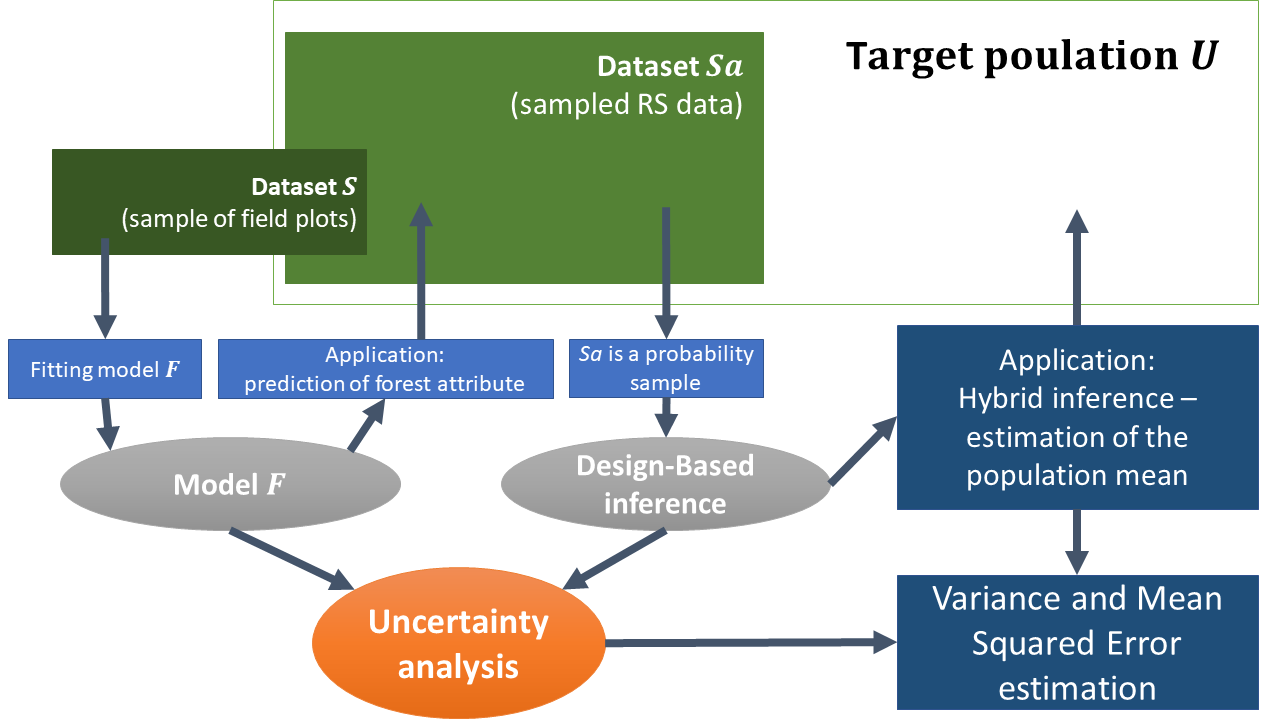 Target poulation U
Dataset Sa
(sampled RS data)
Dataset S
(sample of field plots)
Fitting model F
Application:
prediction of forest attribute
Sa is a probability
sample
Application:
Hybrid inference –
estimation of the
population mean
Model F
Design-Based
inference
Uncertainty
analysis
Variance and Mean
Squared Error
estimation